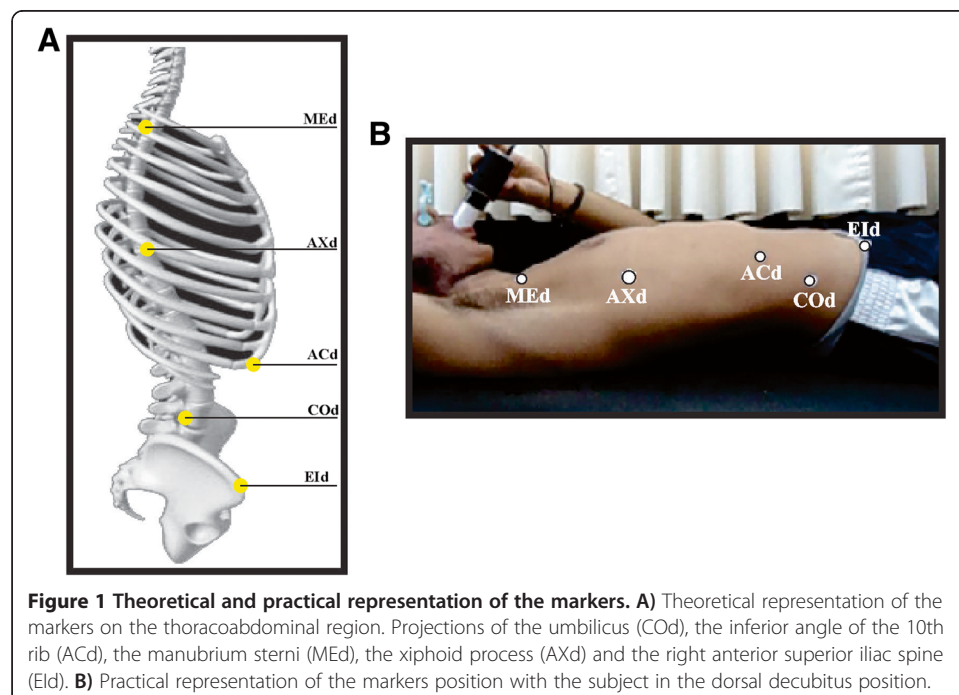 A
MEd
AXd
ACd
COd
EId
B
EId
ACd
MEd
AXd
COd
Figure 1 Theoretical and practical representation of the markers. A) Theoretical representation of the
markers on the thoracoabdominal region. Projections of the umbilicus (COd), the inferior angle of the 10th
rib (ACd), the manubrium sterni (MEd), the xiphoid process (AXd) and the right anterior superior iliac spine
(EId). B) Practical representation of the markers position with the subject in the dorsal decubitus position.